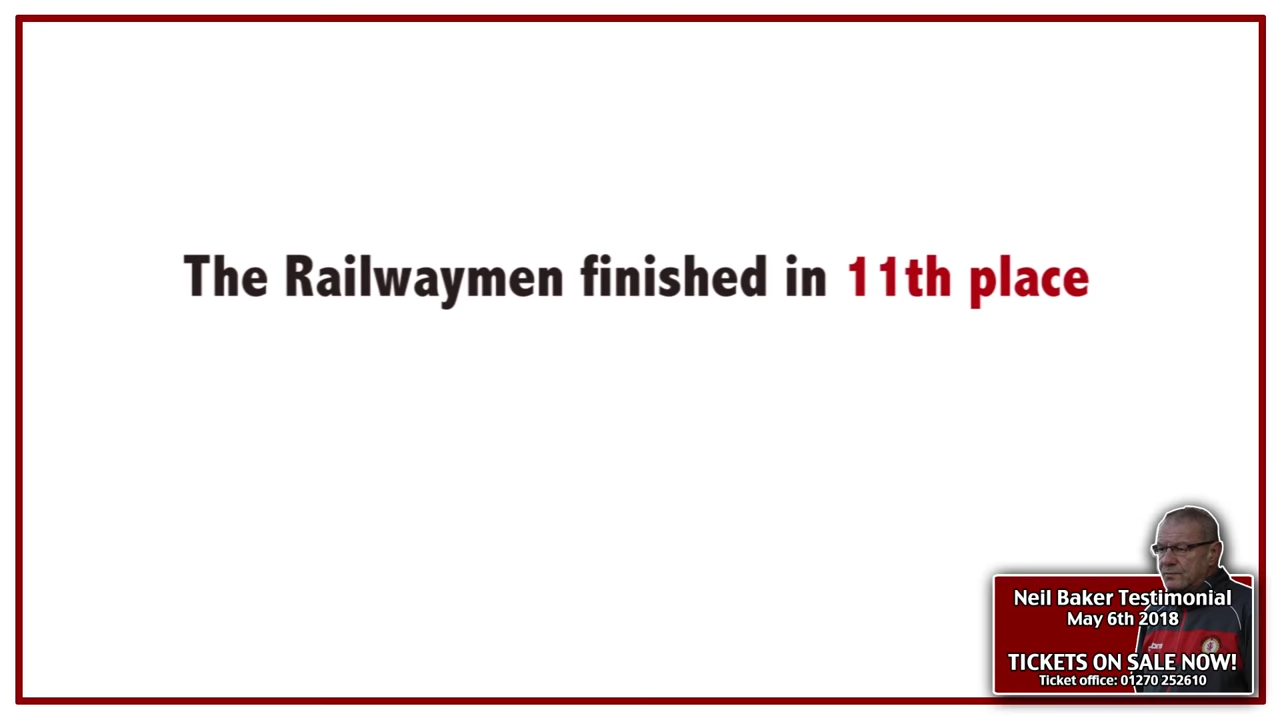 The Railwaymen finished in 11th place
Neil Baker Testimonial
May 6th 2018
TICKETS ON SALE NOW!
Ticket office: 01270 252610